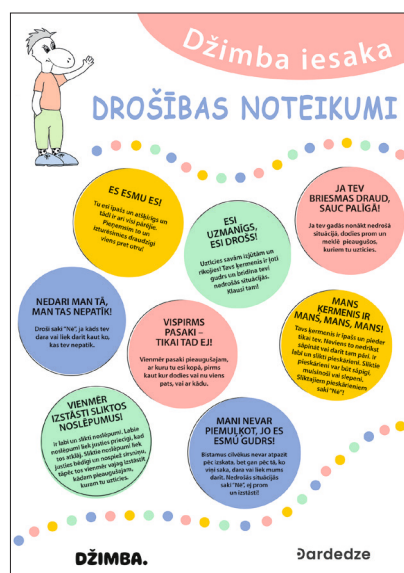 Džimba iesaka
DROŠĪBAS NOTEIKUMI
ES ESMU ES!
Tu esi īpašs un atšķirīgs un
tādi ir arī visi pārējie.
Pieņemsim to un
izturēsimies draudzīgi
viens pret otru!
ESI
UZMANĪGS,
ESI DROŠS!
Uzticies savām izjūtām un
rīkojies! Tavs ķermenis ir ļoti
gudrs un brīdina tevi
nedrošās situācijās.
Klausi tam!
JA TEV
BRIESMAS DRAUD,
SAUC PALĪGĀ!
Ja tev gadās nonākt nedrošā
situācijā, dodies prom un
meklē pieaugušos,
kuriem tu uzticies.
NEDARI MAN TĀ,
MAN TAS NEPATĪK!
Droši saki "Nē", ja kāds tev
dara vai liek darīt kaut ko,
kas tev nepatīk.
VISPIRMS
PASAKI –
TIKAI TAD EJ!
Vienmēr pasaki pieaugušajam,
ar kuru tu esi kopā, pirms
kaut kur dodies vai nu viens
pats, vai ar kādu.
MANS
ĶERMENIS IR
MANS, MANS, MANS!
Tavs ķermenis ir īpašs un pieder
tikai tev. Neviens to nedrīkst
sāpināt vai darīt tam pāri. Ir
labi un slikti pieskārieni. Sliktie
pieskārieni var būt sāpīgi,
mulsinoši vai slepeni.
Sliktajiem pieskārieniem
saki "Nē"!
VIENMĒR
IZSTĀSTI SLIKTOS
NOSLĒPUMUS!
Ir labi un slikti noslēpumi. Labie
noslēpumi liek justies priecīgi, kad
tos atklāj. Sliktie noslēpumi liek
justies bēdīgi un nospiež sirsniņu,
tāpēc tos vienmēr vajag izstāstīt
kādam pieaugušajam,
kuram tu uzticies.
MANI NEVAR
PIEMUĻĶOT, JO ES
ESMU GUDRS!
Bīstamus cilvēkus nevar atpazīt
pēc izskata, bet gan pēc tā, ko
viņi saka, dara vai liek mums
darīt. Nedrošās situācijās
saki "Nē", ej prom
un izstāsti!
DŽIMBA.
Dardedze